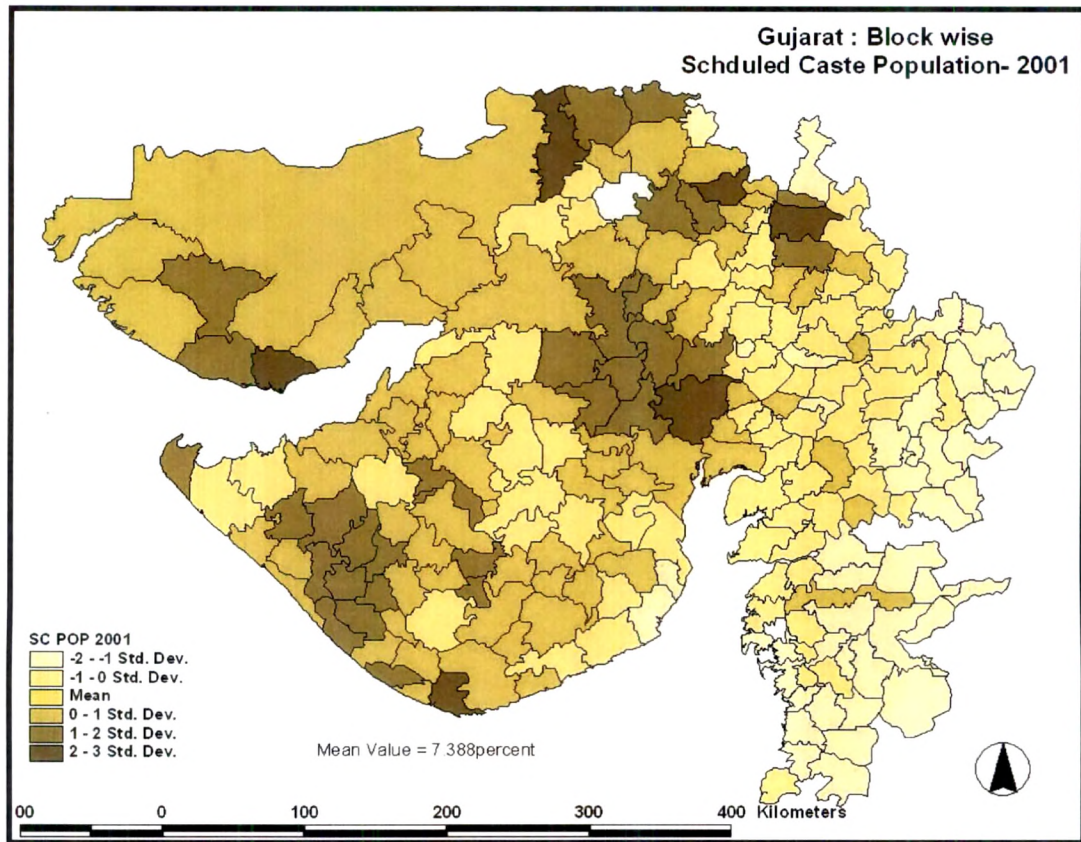 Gujarat : Block wise
Schduled Caste Population- 2001
SC POP 2001
-2 - -1 Std. Dev.
-1 - 0 Std. Dev.
Mean
0 - 1 Std. Dev.
1 - 2 Std. Dev.
2 - 3 Std. Dev.
Mean Value = 7.388percent
00 0 100 200 300 400 Kilometers